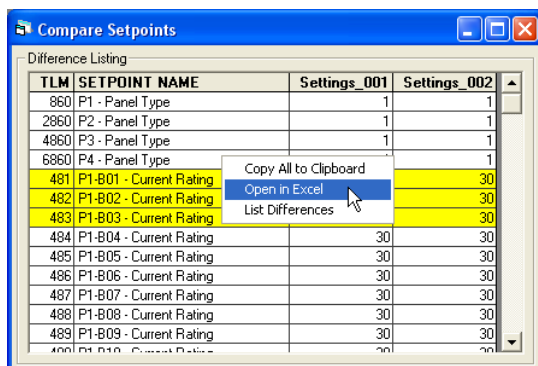 Compare Setpoints
Difference Listing
TLM SETPOINT NAME Settings_001 Settings_002
860 P1 - Panel Type 1 1
2860 P2 - Panel Type 1 1
4860 P3 - Panel Type 1 1
6860 P4 - Panel Type 1
Copy All to Clipboard
481 P1-B01 - Current Rating 30
Open in Excel
482 P1-B02 - Current Rating 30
List Differences
483 P1-B03 - Current Rating 30
484 P1-B04 - Current Rating 30 30
485 P1-B05 - Current Rating 30 30
486 P1-B06 - Current Rating 30 30
487 P1-B07 - Current Rating 30 30
488 P1-B08 - Current Rating 30 30
489 P1-B09 - Current Rating 30 30